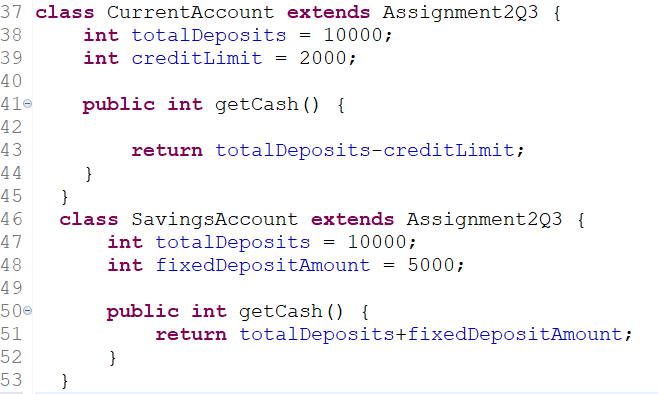 37 class CurrentAccount extends Assignment2Q3 {
38     int totalDeposits = 10000;
39     int creditLimit = 2000;
40
41     public int getCash() {
42
43         return totalDeposits-creditLimit;
44     }
45   }
46   class SavingsAccount extends Assignment2Q3 {
47       int totalDeposits = 10000;
48       int fixedDepositAmount = 5000;
49
50       public int getCash() {
51           return totalDeposits+fixedDepositAmount;
52       }
53   }